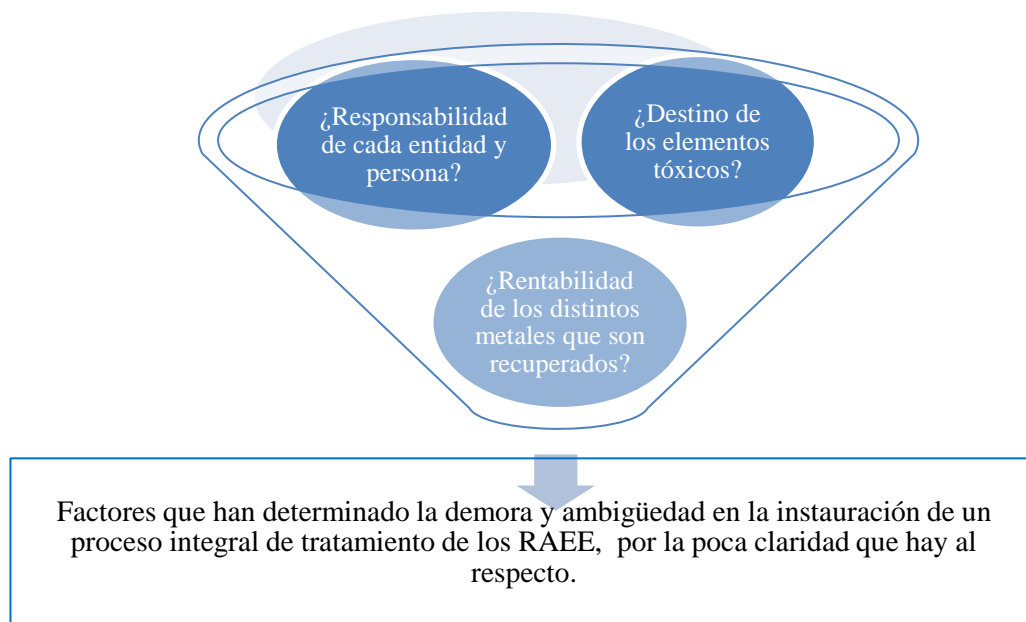 ¿Responsabilidad
de cada entidad y
persona?
¿Destino de
los elementos
tóxicos?
¿Rentabilidad
de los distintos
metales que son
recuperados?
Factores que han determinado la demora y ambigüedad en la instauración de un
proceso integral de tratamiento de los RAEE, por la poca claridad que hay al
respecto.